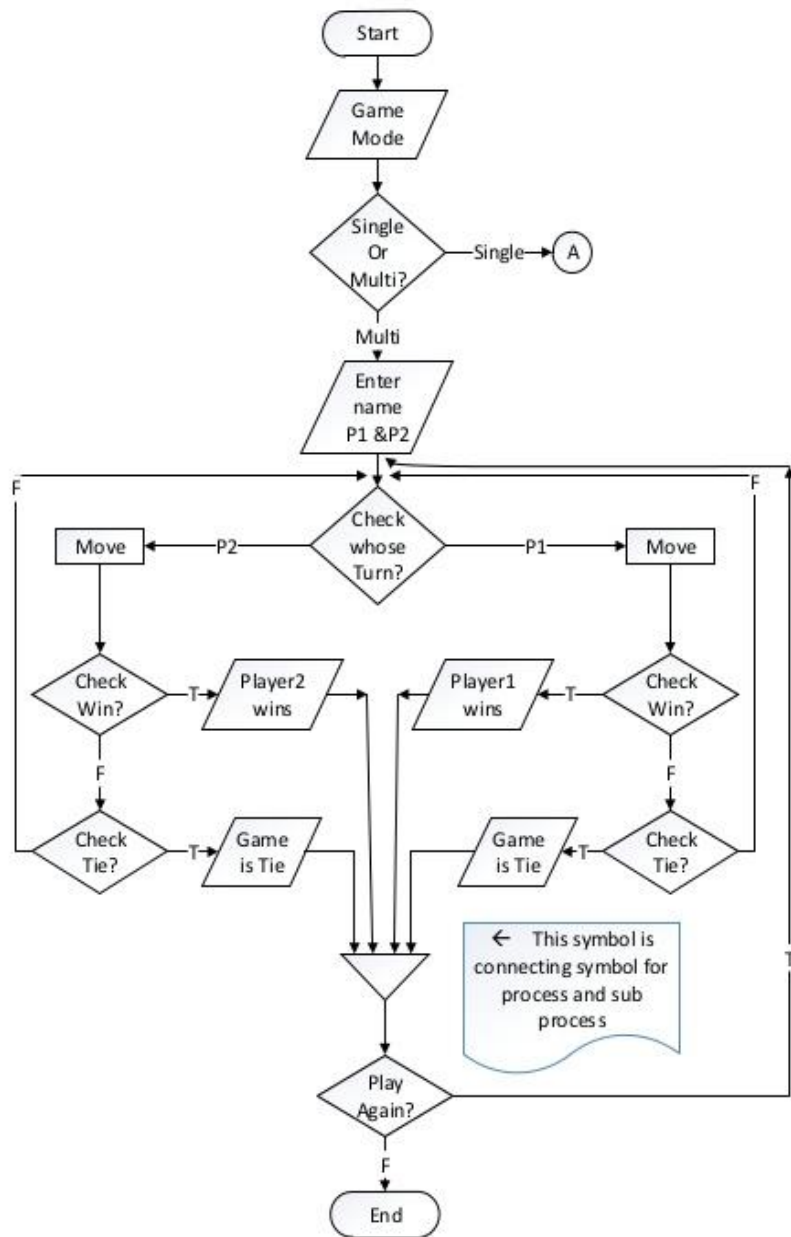 Start
Game
Mode
Single
Or
Multi?
Single
A
Multi
Enter
name
P1 &P2
F
F
Check
whose
Turn?
Move
P2
P1
Move
Check
Win?
T
Player2
wins
Player1
wins
T
Check
Win?
F
F
Check
Tie?
T
Game
is Tie
Game
is Tie
T
Check
Tie?
← This symbol is
connecting symbol for
process and sub
process
T
Play
Again?
F
End